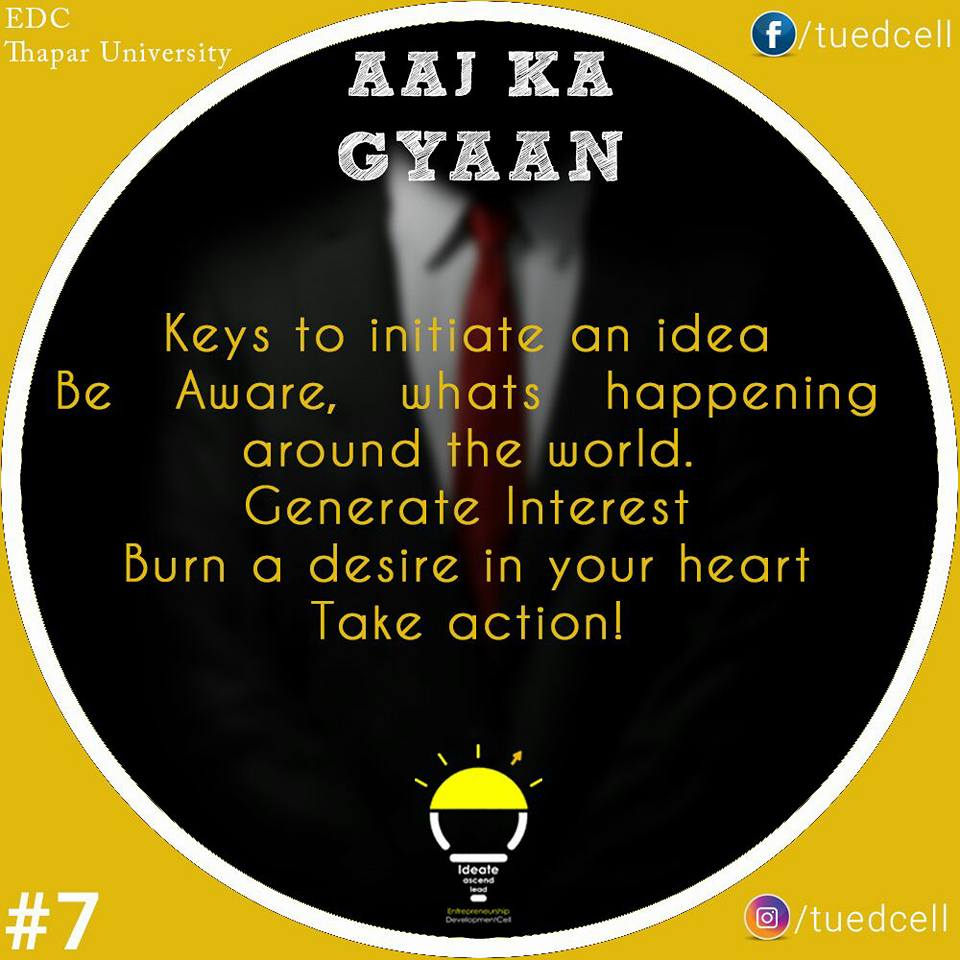 EDC
Thapar University
/tuedcell
AAJ KA
GYAAN
Keys to initiate an idea
Be Aware, whats happening
around the world.
Generate Interest
Burn a desire in your heart
Take action!
Ideate
ascend
lead
Entrepreneurship
DevelopmentCell
#7
/tuedcell